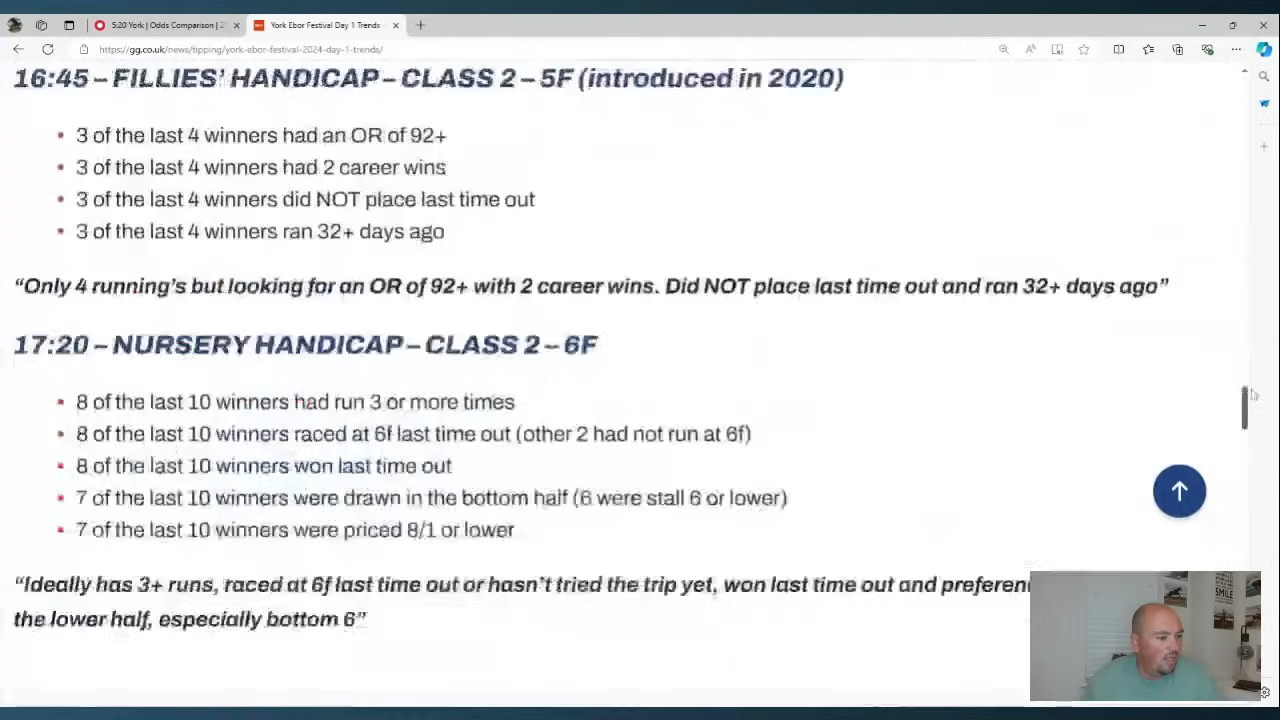 5:20 York | Odds Comparison | 2
York Ebor Festival Day 1 Trends -
https://gg.co.uk/news/tipping/york-ebor-festival-2024-day-1-trends/
16:45 – FILLIES' HANDICAP – CLASS 2 – 5F (introduced in 2020)
• 3 of the last 4 winners had an OR of 92+
• 3 of the last 4 winners had 2 career wins
• 3 of the last 4 winners did NOT place last time out
• 3 of the last 4 winners ran 32+ days ago
“Only 4 running’s but looking for an OR of 92+ with 2 career wins. Did NOT place last time out and ran 32+ days ago”
17:20 – NURSERY HANDICAP – CLASS 2 – 6F
• 8 of the last 10 winners had run 3 or more times
• 8 of the last 10 winners raced at 6f last time out (other 2 had not run at 6f)
• 8 of the last 10 winners won last time out
• 7 of the last 10 winners were drawn in the bottom half (6 were stall 6 or lower)
• 7 of the last 10 winners were priced 8/1 or lower
“Ideally has 3+ runs, raced at 6f last time out or hasn’t tried the trip yet, won last time out and preferen
the lower half, especially bottom 6”
SMILE